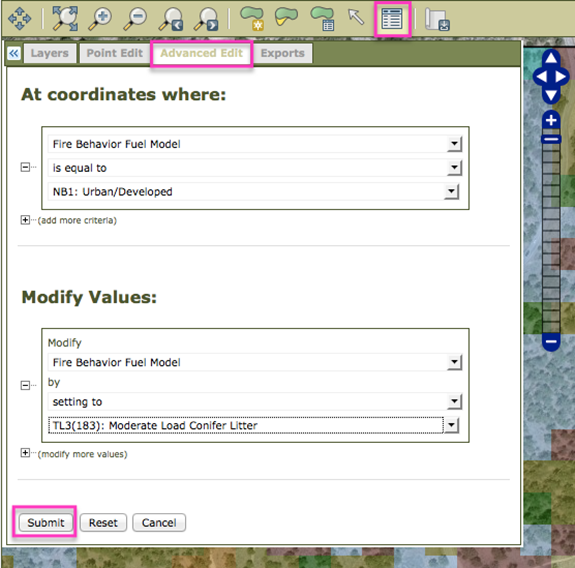 Layers Point Edit Advanced Edit Exports
At coordinates where:
Fire Behavior Fuel Model
is equal to
NB1: Urban/Developed
(add more criteria)
Modify Values:
Modify
Fire Behavior Fuel Model
by
setting to
TL3(183): Moderate Load Conifer Litter
(modify more values)
Submit Reset Cancel